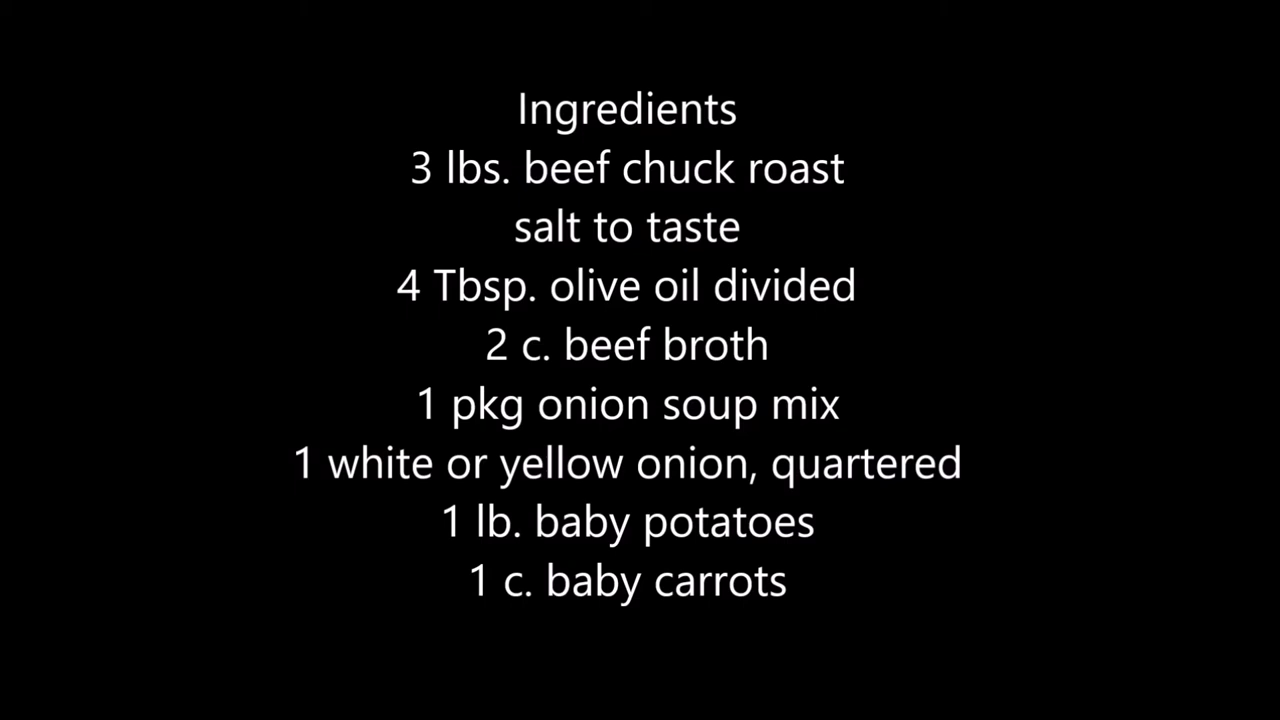 Ingredients
3 lbs. beef chuck roast
salt to taste
4 Tbsp. olive oil divided
2 c. beef broth
1 pkg onion soup mix
1 white or yellow onion, quartered
1 lb. baby potatoes
1 c. baby carrots